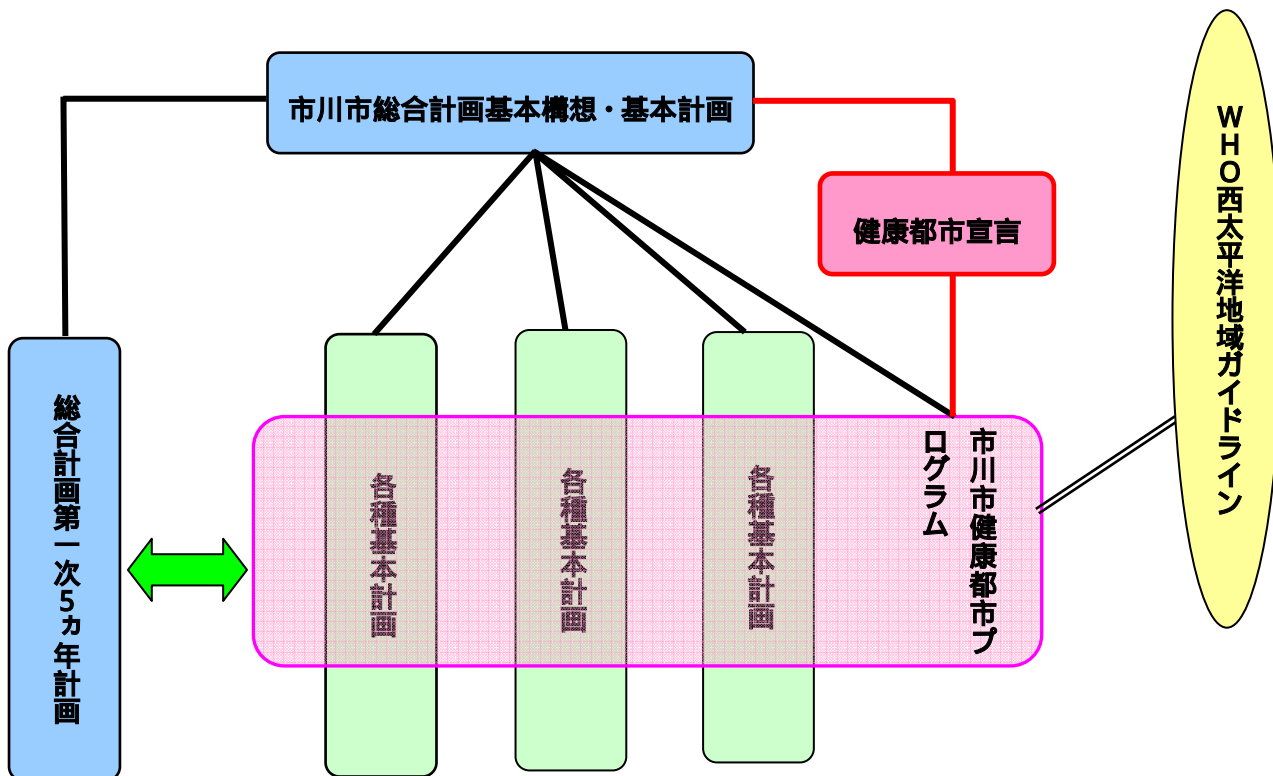 市川市総合計画基本構想・基本計画
健康都市宣言
WHO西太平洋地域ガイドライン
総合計画第一次5ヵ年計画
各種基本計画
各種基本計画
各種基本計画
市川市健康都市プ
ログラム